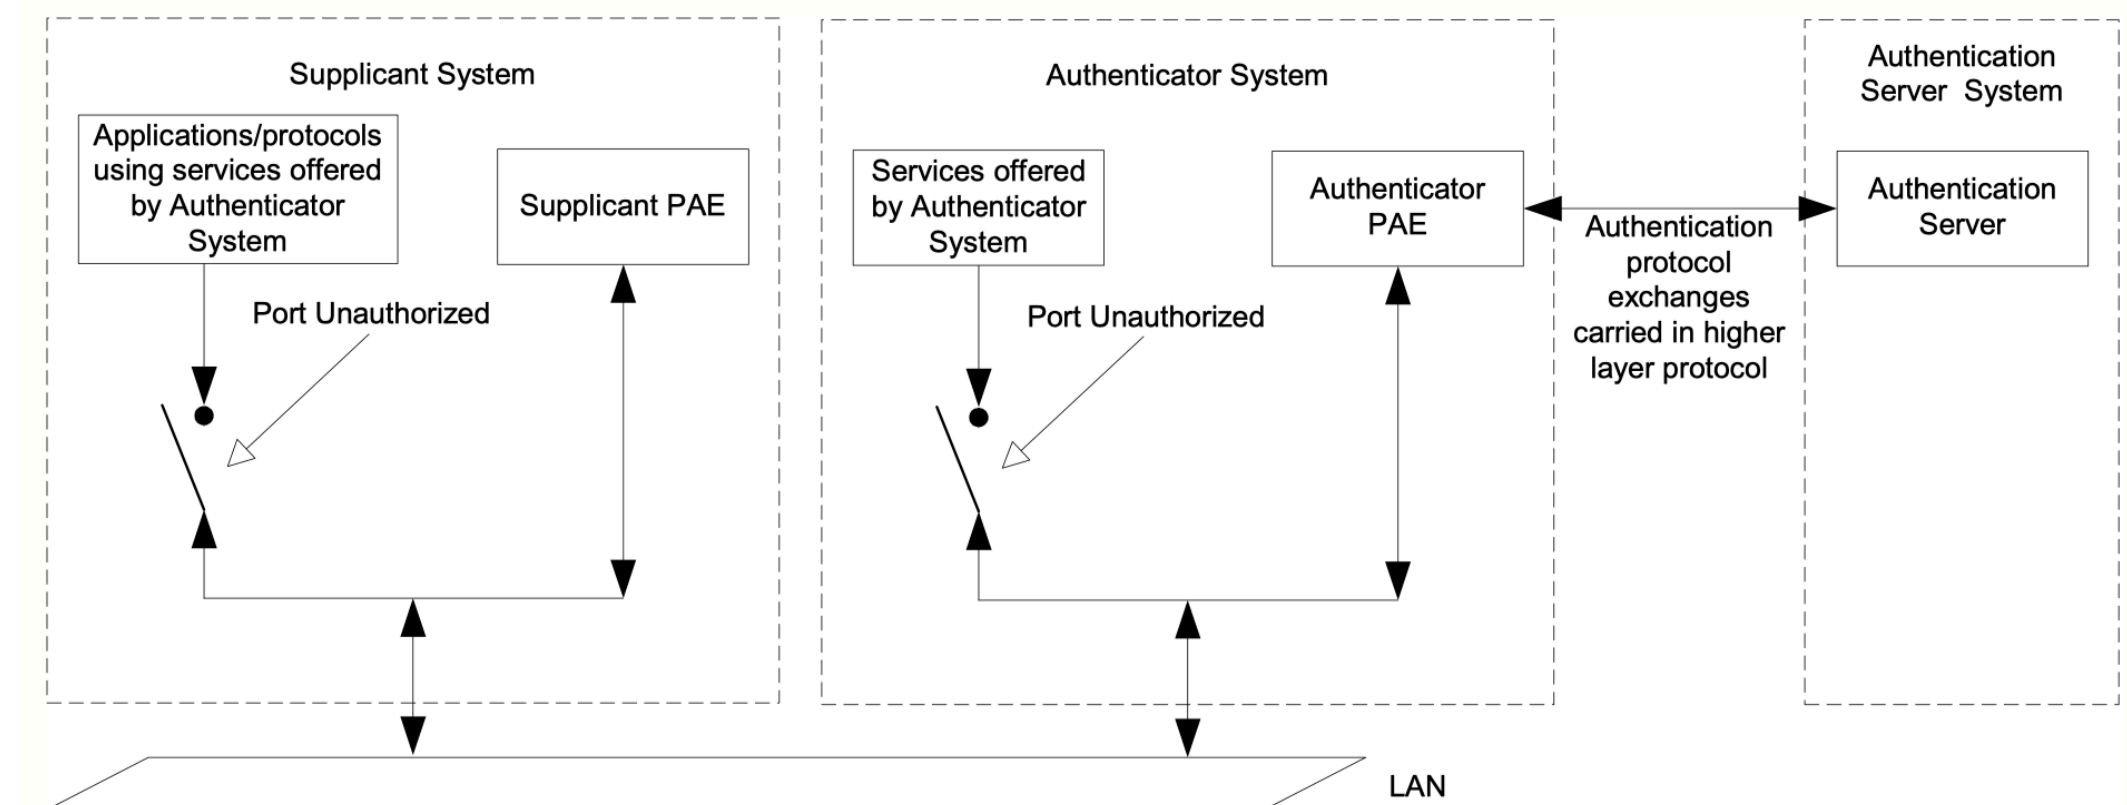 Supplicant System
Applications/protocols
using services offered
by Authenticator
System
Supplicant PAE
Port Unauthorized
Authenticator System
Services offered
by Authenticator
System
Authenticator
PAE
Port Unauthorized
Authentication
protocol
exchanges
carried in higher
layer protocol
Authentication
Server System
Authentication
Server
LAN